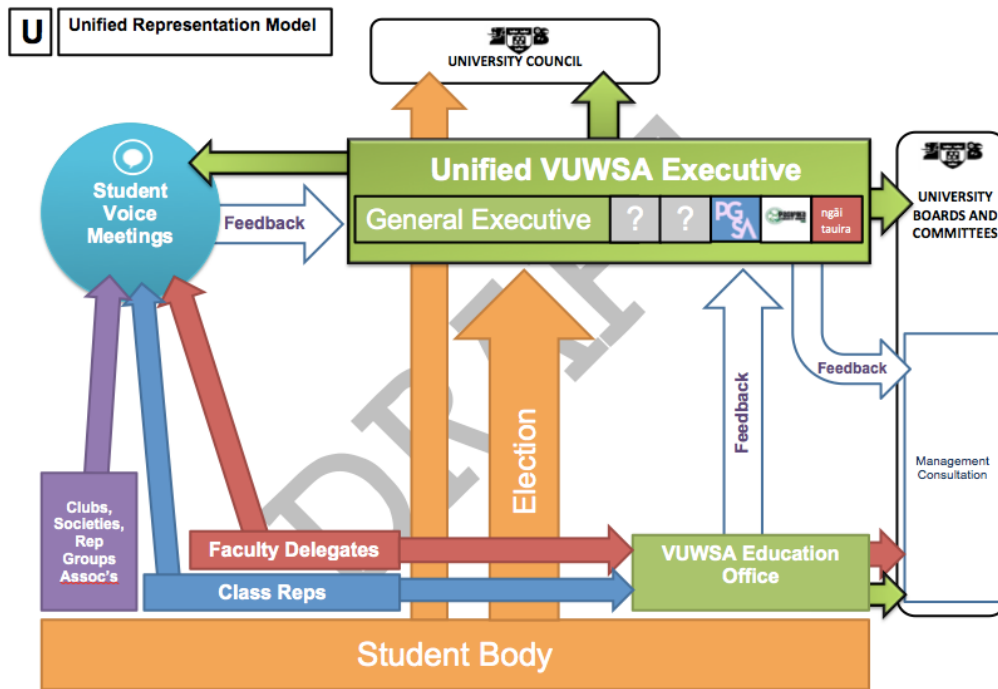 U
Unified Representation Model
UNIVERSITY COUNCIL
Student
Voice
Meetings
Feedback
Unified VUWSA Executive
General Executive
?
?
PG
SA
ngāi
tauira
UNIVERSITY
BOARDS AND
COMMITTEES
Feedback
Management
Consultation
Feedback
Election
DRAFT
Clubs,
Societies,
Rep
Groups
Assoc's
Faculty Delegates
Class Reps
VUWSA Education
Office
Student Body